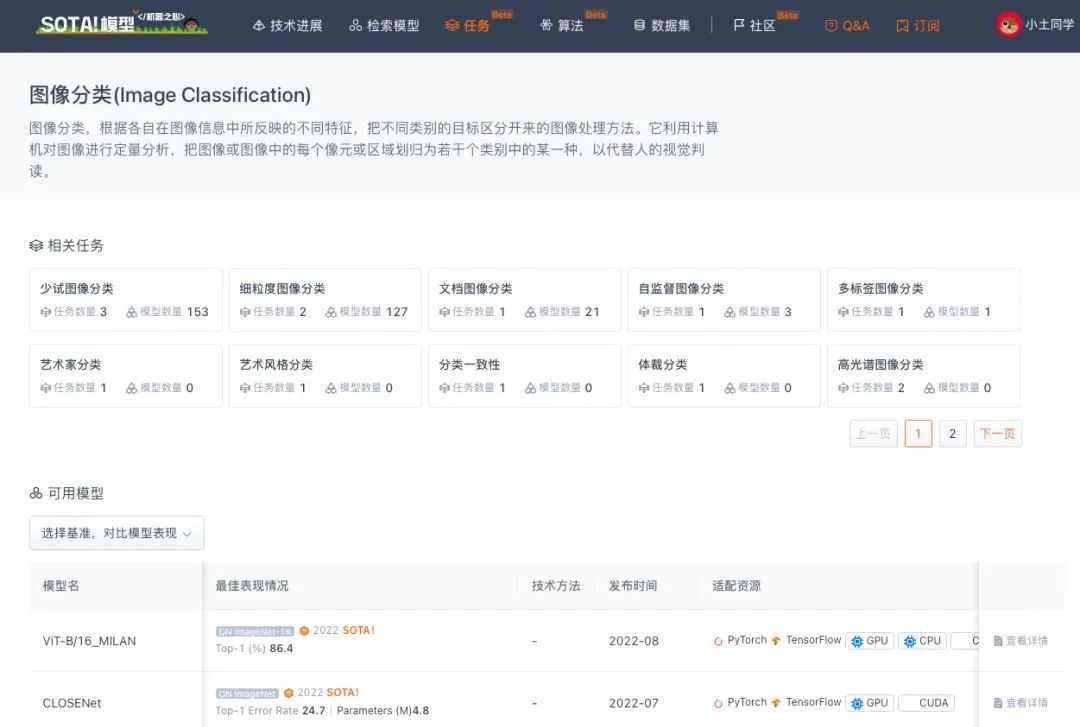 SOTA!模型 </机器之心>
技术进展 检索模型 任务 Beta 算法 Beta 数据集 社区 Beta Q&A 订阅 小土同学
图像分类(Image Classification)
图像分类，根据各自在图像信息中所反映的不同特征，把不同类别的目标区分开来的图像处理方法。它利用计算
机对图像进行定量分析，把图像或图像中的每个像元或区域划归为若干个类别中的某一种，以代替人的视觉判
读。
相关任务
少试图像分类 细粒度图像分类 文档图像分类 自监督图像分类 多标签图像分类
任务数量 3 模型数量 153 任务数量 2 模型数量 127 任务数量 1 模型数量 21 任务数量 1 模型数量 3 任务数量 1 模型数量 1
艺术家分类 艺术风格分类 分类一致性 体裁分类 高光谱图像分类
任务数量 1 模型数量 0 任务数量 1 模型数量 0 任务数量 1 模型数量 0 任务数量 1 模型数量 0 任务数量 2 模型数量 0
上一页 1 2 下一页
可用模型
选择基准，对比模型表现
模型名 最佳表现情况 技术方法 发布时间 适配资源
ON ImageNet-1K 2022 SOTA!
ViT-B/16_MILAN - 2022-08 PyTorch TensorFlow GPU CPU C 查看详情
Top-1 (%) 86.4
ON ImageNet 2022 SOTA!
CLOSENet - 2022-07 PyTorch TensorFlow GPU CUDA 查看详情
Top-1 Error Rate 24.7 | Parameters (M)4.8